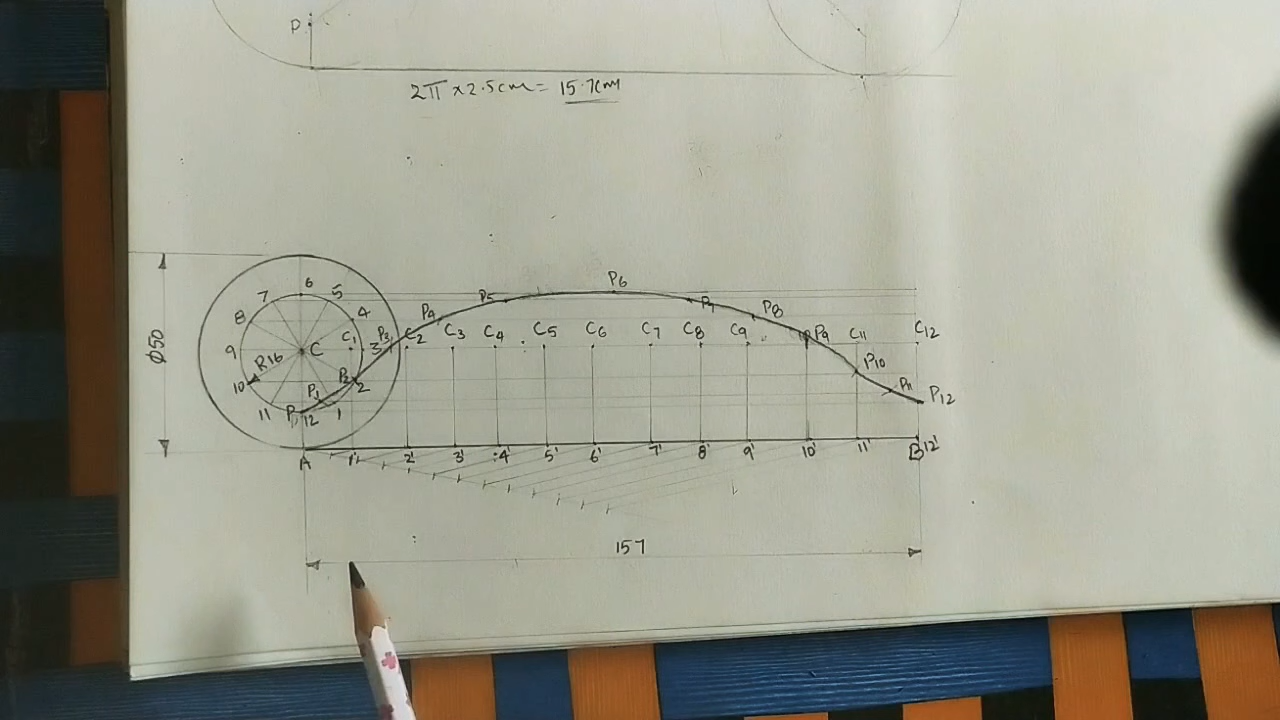 P
2π × 2.5cm = 15.7cm
6
7
5
8
4
P4
P5
P6
P7
P8
C
C1
P3
C2
C3
C4
C5
C6
C7
C8
C9
P9
C11
C12
9
3
R16
φ50
10
P1
P2
2
P10
P11
P12
11
P
12
1
A
1'
2'
3'
4'
5'
6'
7'
8'
9'
10'
11'
B
12'
157